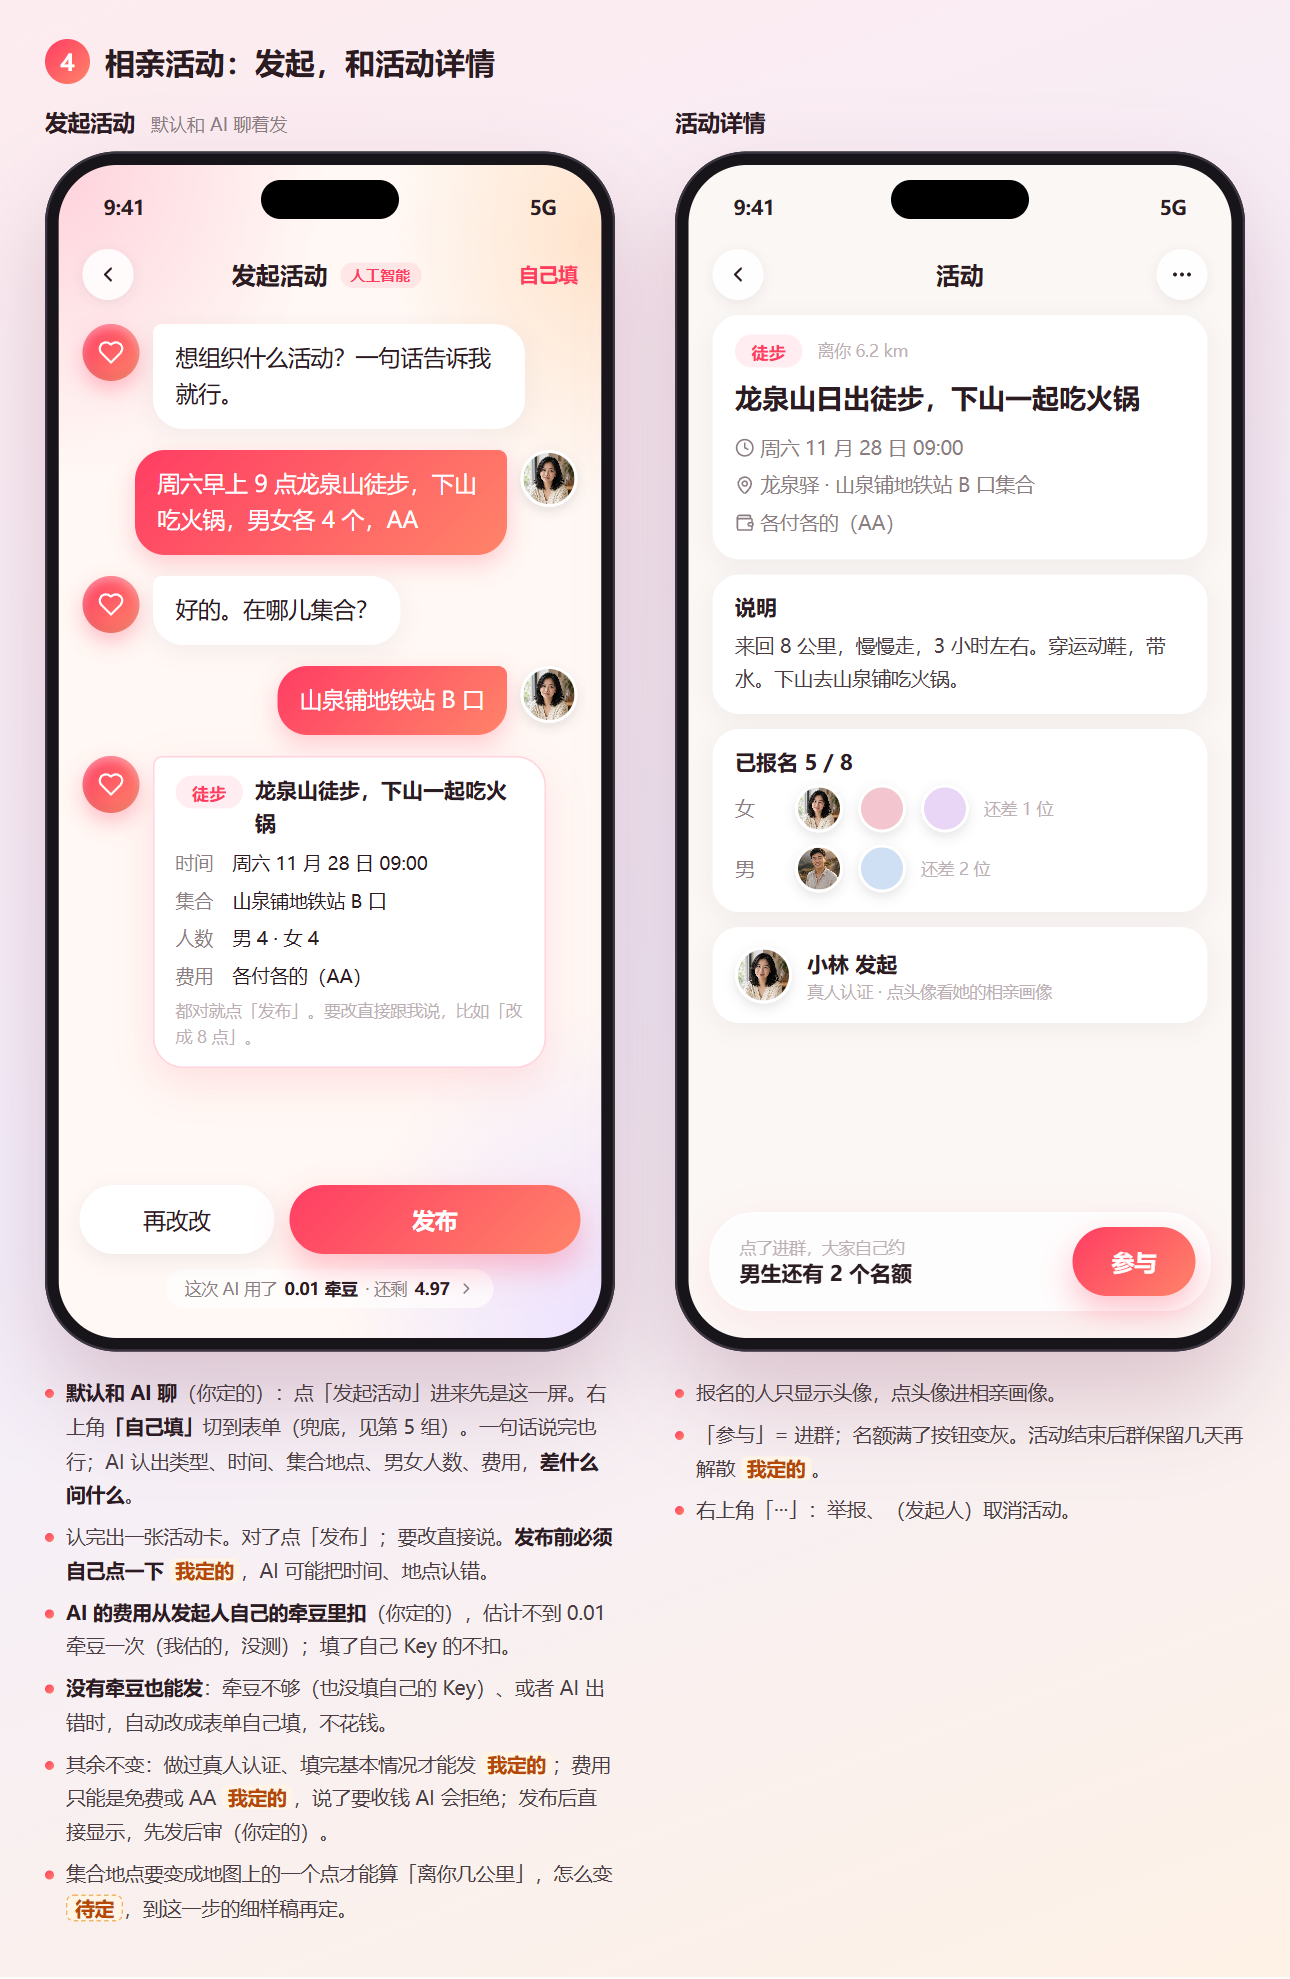 4 相亲活动：发起，和活动详情
发起活动 默认和 AI 聊着发
9:41
5G
发起活动 人工智能
自己填
想组织什么活动？一句话告诉我
就行。
周六早上 9 点龙泉山徒步，下山
吃火锅，男女各 4 个，AA
好的。在哪儿集合？
山泉铺地铁站 B 口
徒步 龙泉山徒步，下山一起吃火
锅
时间 周六 11 月 28 日 09:00
集合 山泉铺地铁站 B 口
人数 男 4 · 女 4
费用 各付各的（AA）
都对就点「发布」。要改直接跟我说，比如「改
成 8 点」。
再改改
发布
这次 AI 用了 0.01 牵豆 · 还剩 4.97 ›
默认和 AI 聊（你定的）：点「发起活动」进来先是这一屏。右
上角「自己填」切到表单（兜底，见第 5 组）。一句话说完也
行；AI 认出类型、时间、集合地点、男女人数、费用，差什么
问什么。
认完出一张活动卡。对了点「发布」；要改直接说。发布前必须
自己点一下 我定的，AI 可能把时间、地点认错。
AI 的费用从发起人自己的牵豆里扣（你定的），估计不到 0.01
牵豆一次（我估的，没测）；填了自己 Key 的不扣。
没有牵豆也能发：牵豆不够（也没填自己的 Key）、或者 AI 出
错时，自动改成表单自己填，不花钱。
其余不变：做过真人认证、填完基本情况才能发 我定的；费用
只能是免费或 AA 我定的，说了要收钱 AI 会拒绝；发布后直
接显示，先发后审（你定的）。
集合地点要变成地图上的一个点才能算「离你几公里」，怎么变
待定，到这一步的细样稿再定。
活动详情
9:41
5G
活动
徒步 离你 6.2 km
龙泉山日出徒步，下山一起吃火锅
周六 11 月 28 日 09:00
龙泉驿 · 山泉铺地铁站 B 口集合
各付各的（AA）
说明
来回 8 公里，慢慢走，3 小时左右。穿运动鞋，带
水。下山去山泉铺吃火锅。
已报名 5 / 8
女 还差 1 位
男 还差 2 位
小林 发起
真人认证 · 点头像看她的相亲画像
点了进群，大家自己约
男生还有 2 个名额
参与
报名的人只显示头像，点头像进相亲画像。
「参与」= 进群；名额满了按钮变灰。活动结束后群保留几天再
解散 我定的。
右上角「···」：举报、（发起人）取消活动。